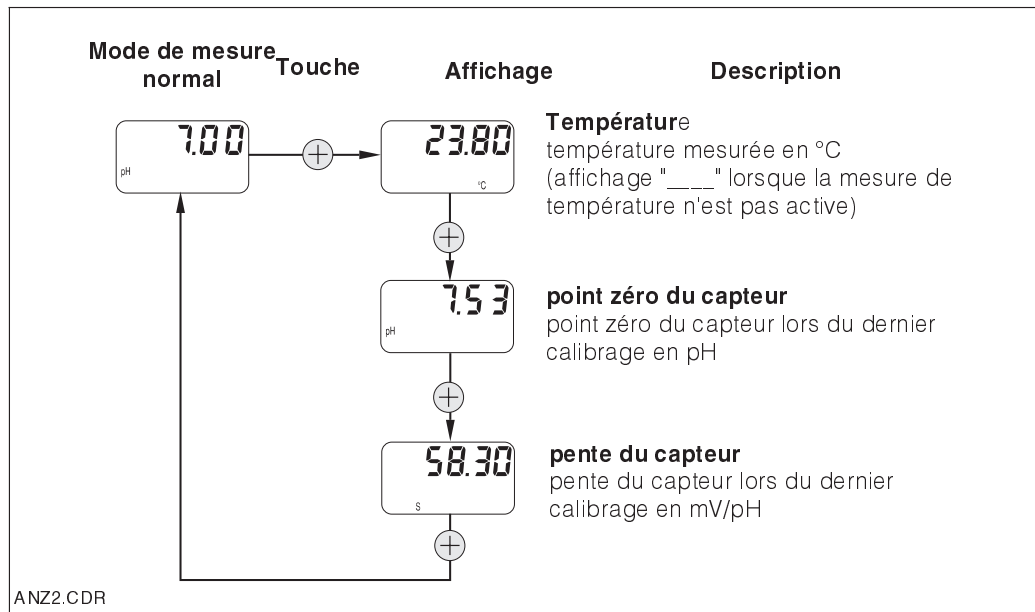 Mode de mesure
normal
Touche
Affichage
Description
7.00
pH
+
23.80
°C
Température
température mesurée en °C
(affichage "____" lorsque la mesure de
température n'est pas active)
+
7.53
pH
point zéro du capteur
point zéro du capteur lors du dernier
calibrage en pH
+
58.30
S
pente du capteur
pente du capteur lors du dernier
calibrage en mV/pH
+
ANZ2.CDR